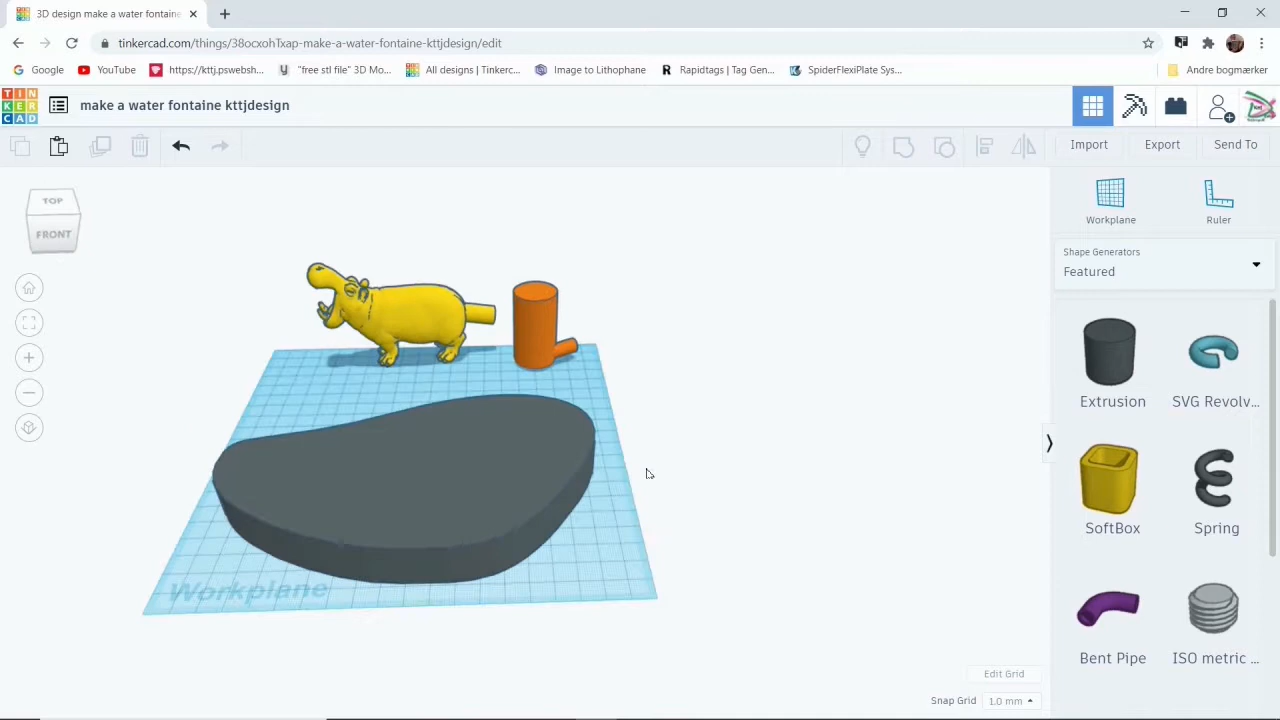 3D design make a water fontaine
tinkercad.com/things/38ocxohTxap-make-a-water-fontaine-kttjdesign/edit
Google
YouTube
https://kttj.pswebsh...
"free stl file" 3D Mo...
All designs | Tinkerc...
Image to Lithophane
Rapidtags | Tag Gen...
SpiderFlexiPlate Sys...
Andre bogmærker
TIN
KER
CAD
make a water fontaine kttjdesign
Import
Export
Send To
TOP
FRONT
Workplane
Ruler
Shape Generators
Featured
Extrusion
SVG Revolv...
SoftBox
Spring
Bent Pipe
ISO metric ...
Workplane
Edit Grid
Snap Grid
1.0 mm